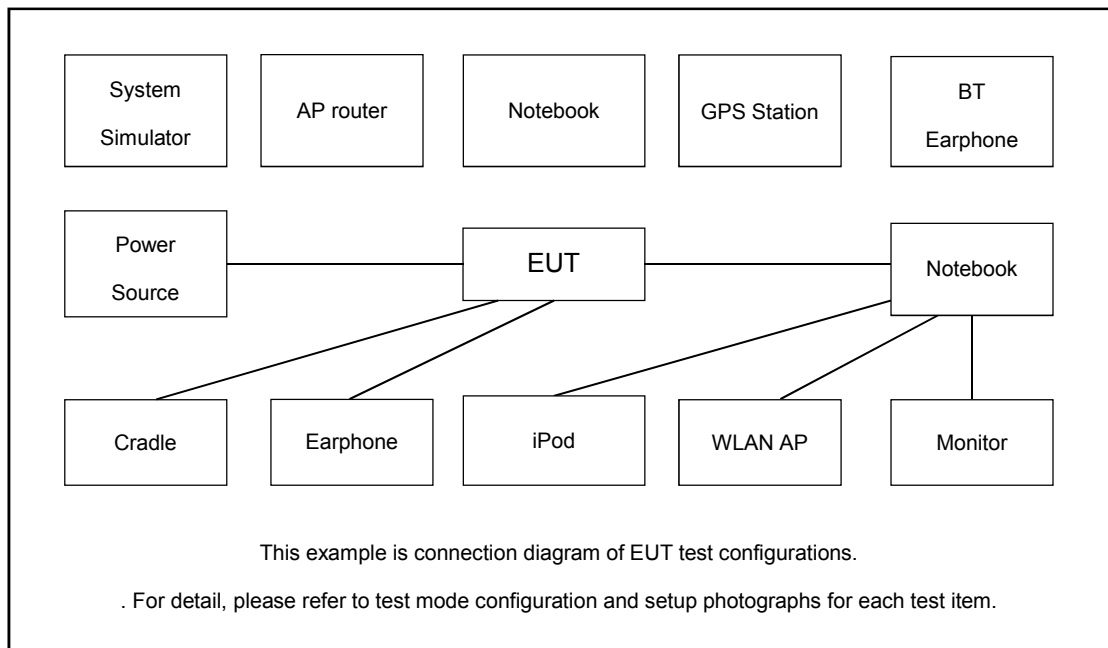 System
Simulator
AP router
Notebook
GPS Station
BT
Earphone
Power
Source
EUT
Notebook
Cradle
Earphone
iPod
WLAN AP
Monitor
This example is connection diagram of EUT test configurations.
. For detail, please refer to test mode configuration and setup photographs for each test item.